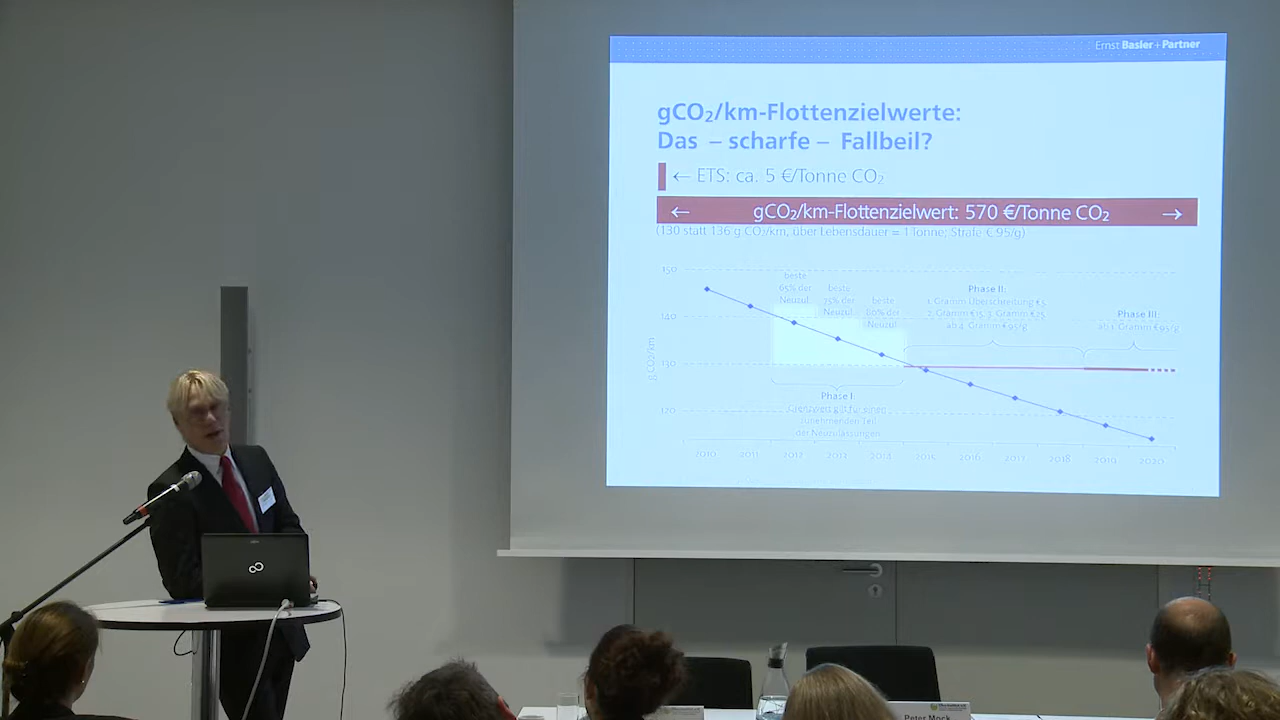 Ernst Basler + Partner
gCO₂/km-Flottenzielwerte:
Das – scharfe – Fallbeil?
← ETS: ca. 5 €/Tonne CO₂
← gCO₂/km-Flottenzielwert: 570 €/Tonne CO₂ →
(130 statt 136 g CO₂/km, über Lebensdauer = 1 Tonne; Strafe € 95/g)
150
140
130
120
g CO2/km
beste
65% der
Neuzul.
beste
75% der
Neuzul
beste
80% der
Neuzul
Phase II:
1. Gramm Überschreitung €5
2. Gramm €15, 3. Gramm €25
ab 4. Gramm €95/g
Phase III:
ab 1. Gramm €95/g
Phase I
Grenzwert gilt für einen
zunehmenden Teil
der Neuzulassungen
2010 2011 2012 2013 2014 2015 2016 2017 2018 2019 2020
Peter Mock